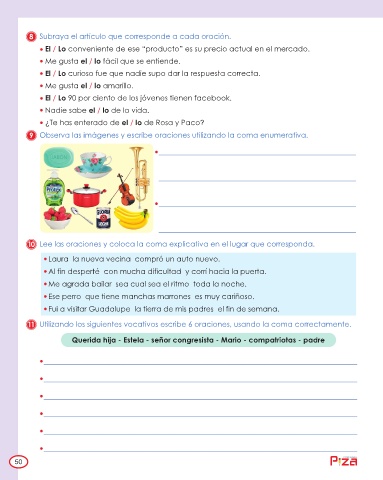 8 Subraya el artículo que corresponde a cada oración.
• El / Lo conveniente de ese “producto” es su precio actual en el mercado.
• Me gusta el / lo fácil que se entiende.
• El / Lo curioso fue que nadie supo dar la respuesta correcta.
• Me gusta el / lo amarillo.
• El / Lo 90 por ciento de los jóvenes tienen facebook.
• Nadie sabe el / lo de la vida.
• ¿Te has enterado de el / lo de Rosa y Paco?
9 Observa las imágenes y escribe oraciones utilizando la coma enumerativa.
GLORIA
10 Lee las oraciones y coloca la coma explicativa en el lugar que corresponda.
• Laura la nueva vecina compró un auto nuevo.
• Al fin desperté con mucha dificultad y corrí hacia la puerta.
• Me agrada bailar sea cual sea el ritmo toda la noche.
• Ese perro que tiene manchas marrones es muy cariñoso.
• Fui a visitar Guadalupe la tierra de mis padres el fin de semana.
11 Utilizando los siguientes vocativos escribe 6 oraciones, usando la coma correctamente.
Querida hija - Estela - señor congresista - Mario - compatriotas - padre
50